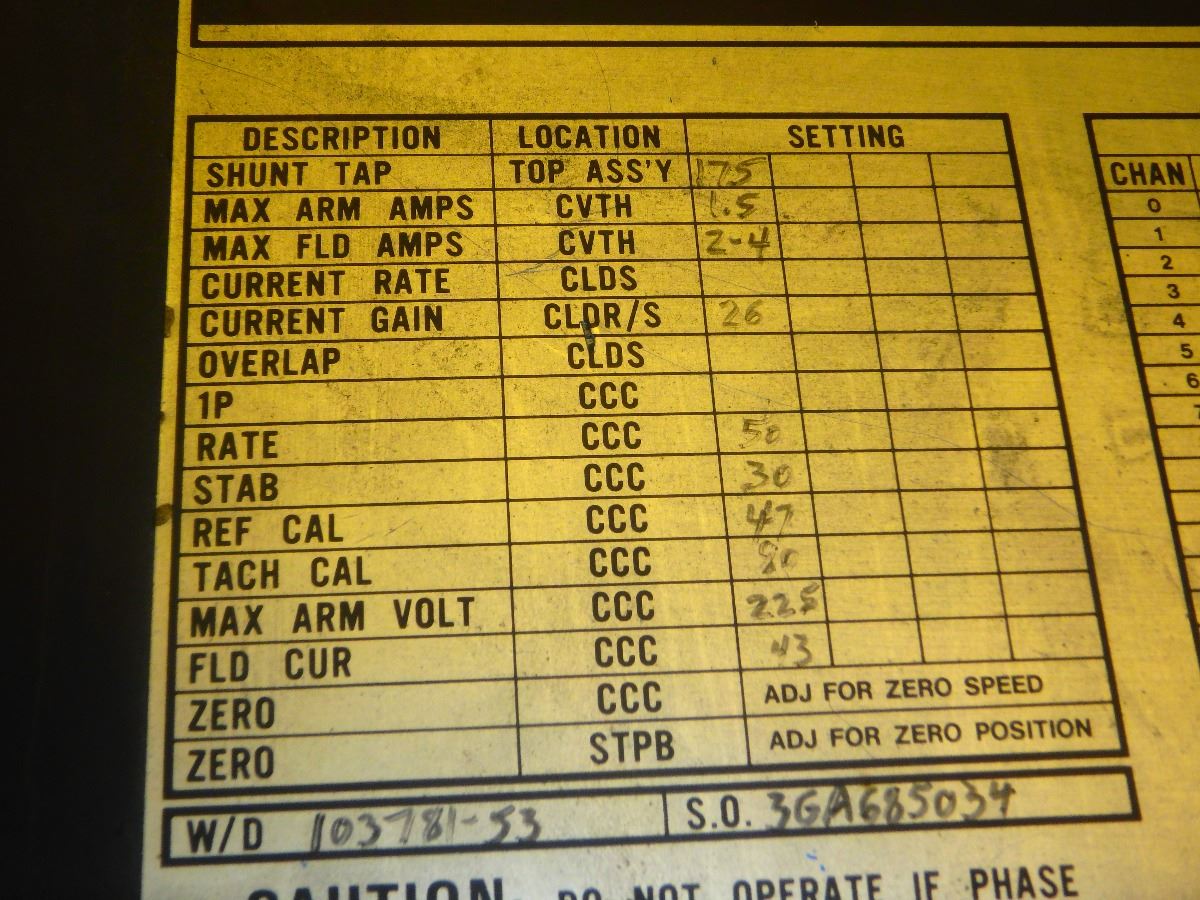 DESCRIPTION LOCATION SETTING
SHUNT TAP TOP ASS'Y 175
MAX ARM AMPS CVTH 1.5
MAX FLD AMPS CVTH 2-4
CURRENT RATE CLDS
CURRENT GAIN CLDR/S 26
OVERLAP CLDS
1P CCC
RATE CCC 50
STAB CCC 30
REF CAL CCC 47
TACH CAL CCC
MAX ARM VOLT CCC 225
FLD CUR CCC 43
ZERO CCC ADJ FOR ZERO SPEED
ZERO STPB ADJ FOR ZERO POSITION
W/D 103781-53 S.O. 3GA685034
CAUTION DO NOT OPERATE IF PHASE
CHAN
0
1
2
3
4
5
6